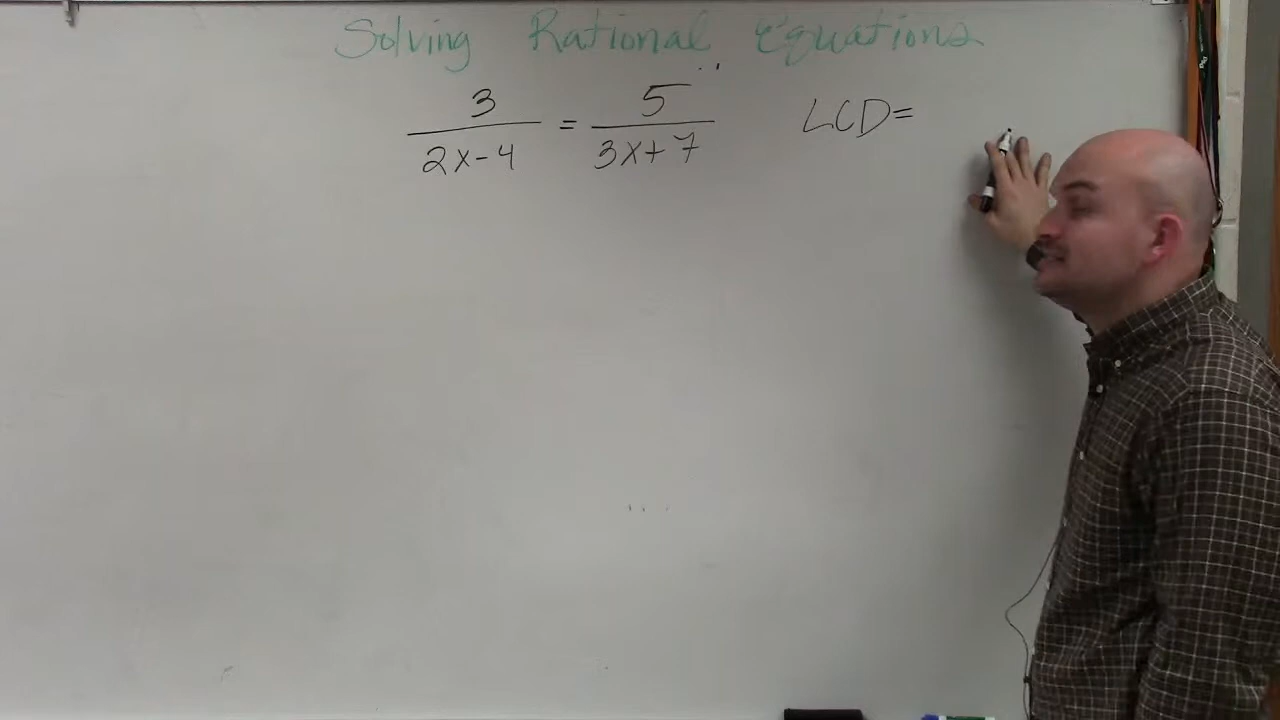 Solving Rational Equations
3/(2x-4) = 5/(3x+7) LCD=